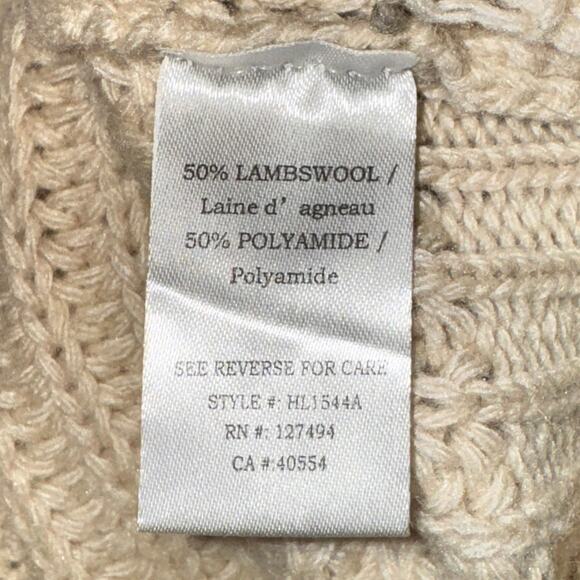 50% LAMBSWOOL /
Laine d' agneau
50% POLYAMIDE /
Polyamide
SEE REVERSE FOR CARE
STYLE #: HL1544A
RN #: 127494
CA #:40554